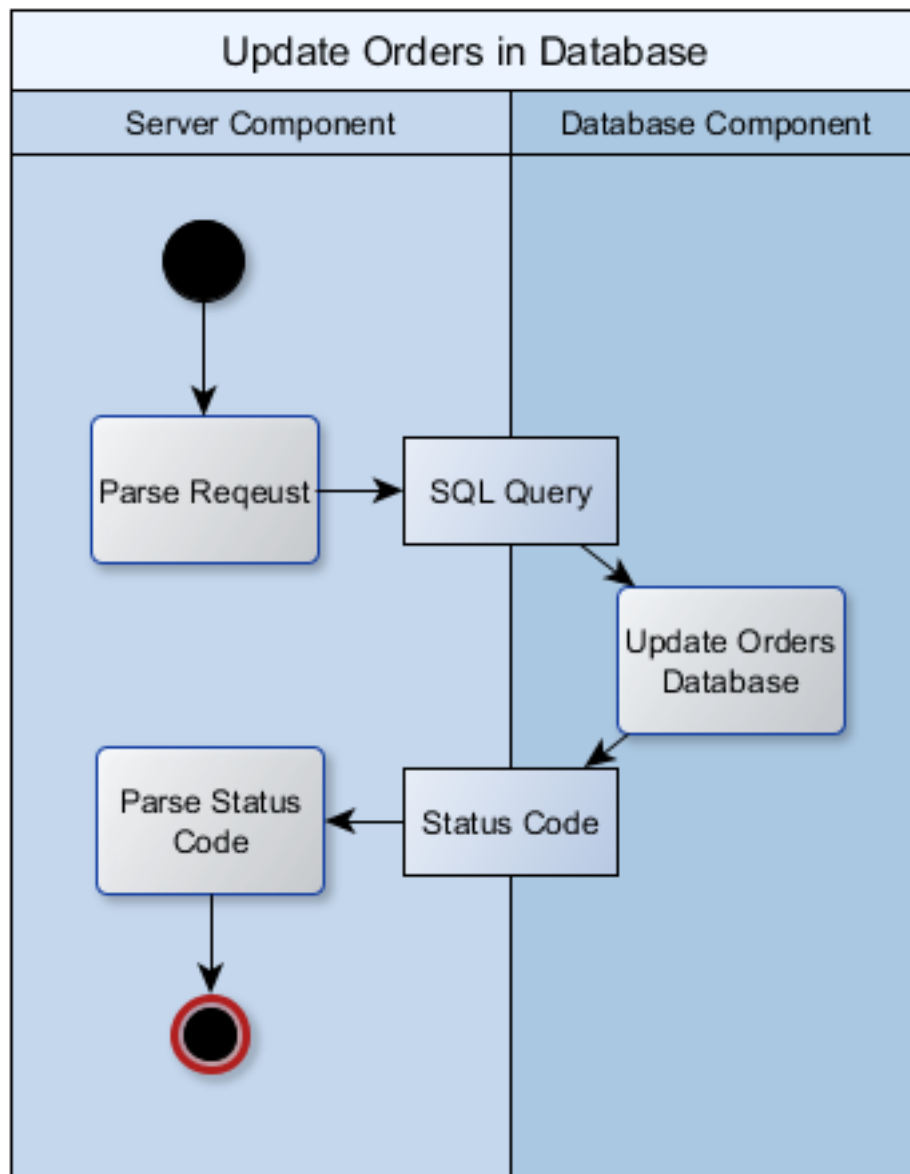 Update Orders in Database
Server Component
Database Component
Parse Reqeust
SQL Query
Update Orders
Database
Parse Status
Code
Status Code